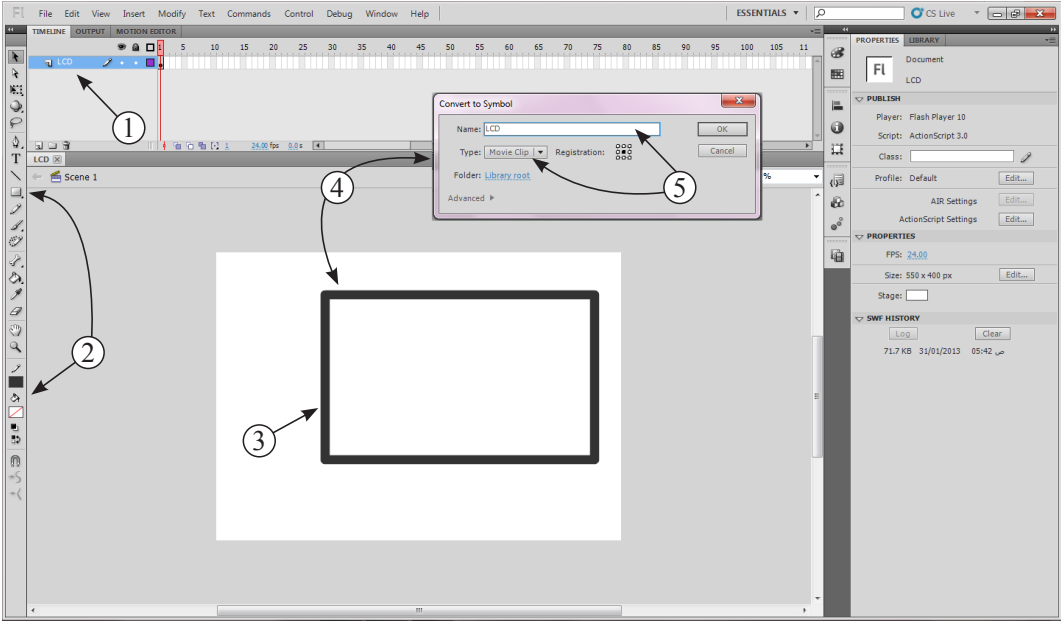 Fl File Edit View Insert Modify Text Commands Control Debug Window Help ESSENTIALS CS Live
TIMELINE OUTPUT MOTION EDITOR
1 5 10 15 20 25 30 35 40 45 50 55 60 65 70 75 80 85 90 95 100 105 11
LCD
1
1 24.00 fps 0.0 s
LCD
Scene 1
%
Convert to Symbol
Name: LCD OK
Type: Movie Clip Registration: Cancel
Folder: Library root
Advanced
4
5
2
3
PROPERTIES LIBRARY
Fl Document
LCD
PUBLISH
Player: Flash Player 10
Script: ActionScript 3.0
Class:
Profile: Default Edit...
AIR Settings Edit...
ActionScript Settings Edit...
PROPERTIES
FPS: 24.00
Size: 550 x 400 px Edit...
Stage:
SWF HISTORY
Log Clear
71.7 KB 31/01/2013 05:42 ص